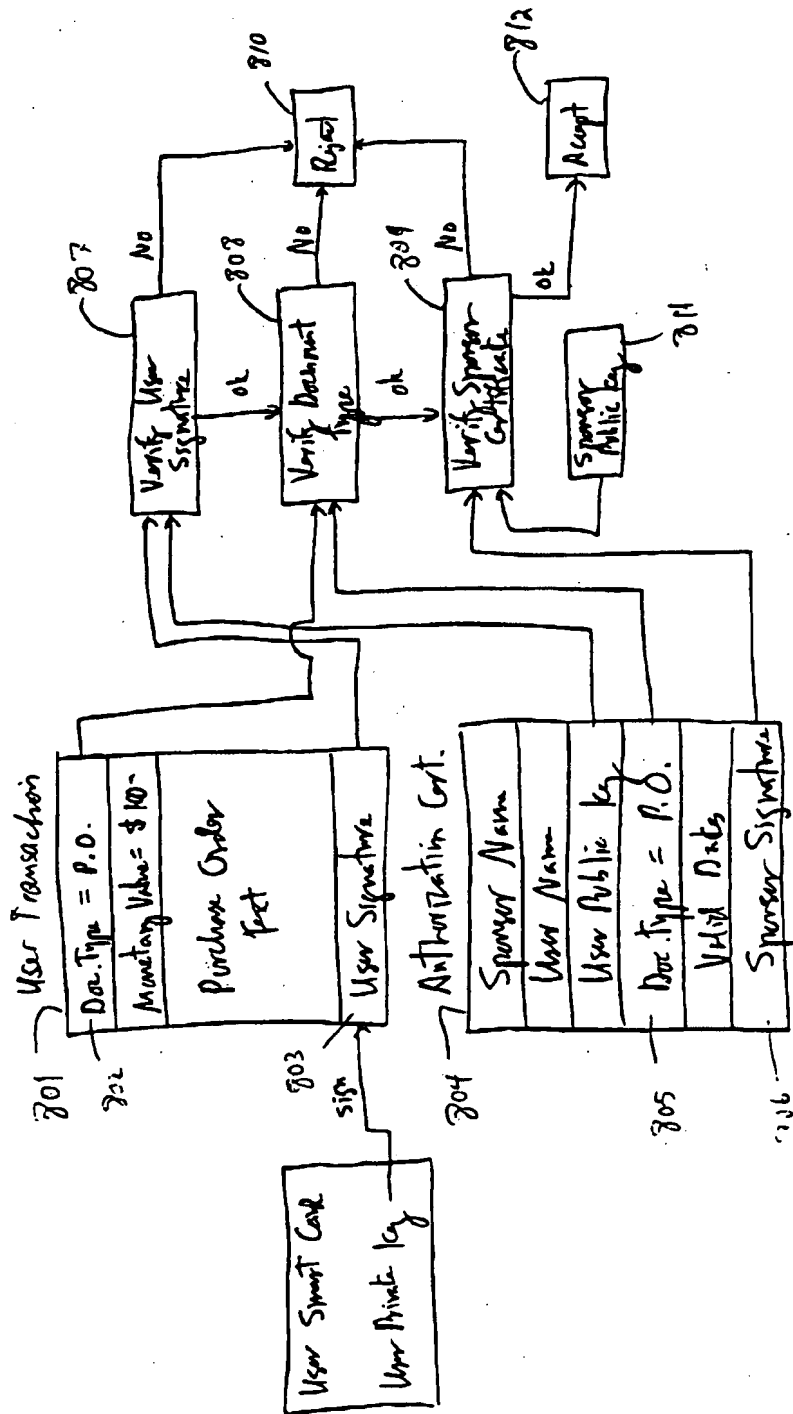 User Smart Card
User Private Key
sign
801
User Transaction
802
Doc. Type = P.O.
Monetary Value = $100-
Purchase Order
Text
803
User Signature
804
Authorization Cert.
Sponsor Name
User Name
User Public Key
805
Doc. Type = P.O.
Valid Dates
Sponsor Signature
807
Verify User
Signature
No
ok
808
Verify Document
Type
No
ok
809
Verify Sponsor
Certificate
No
ok
811
Sponsor
Public Key
810
Reject
812
Accept